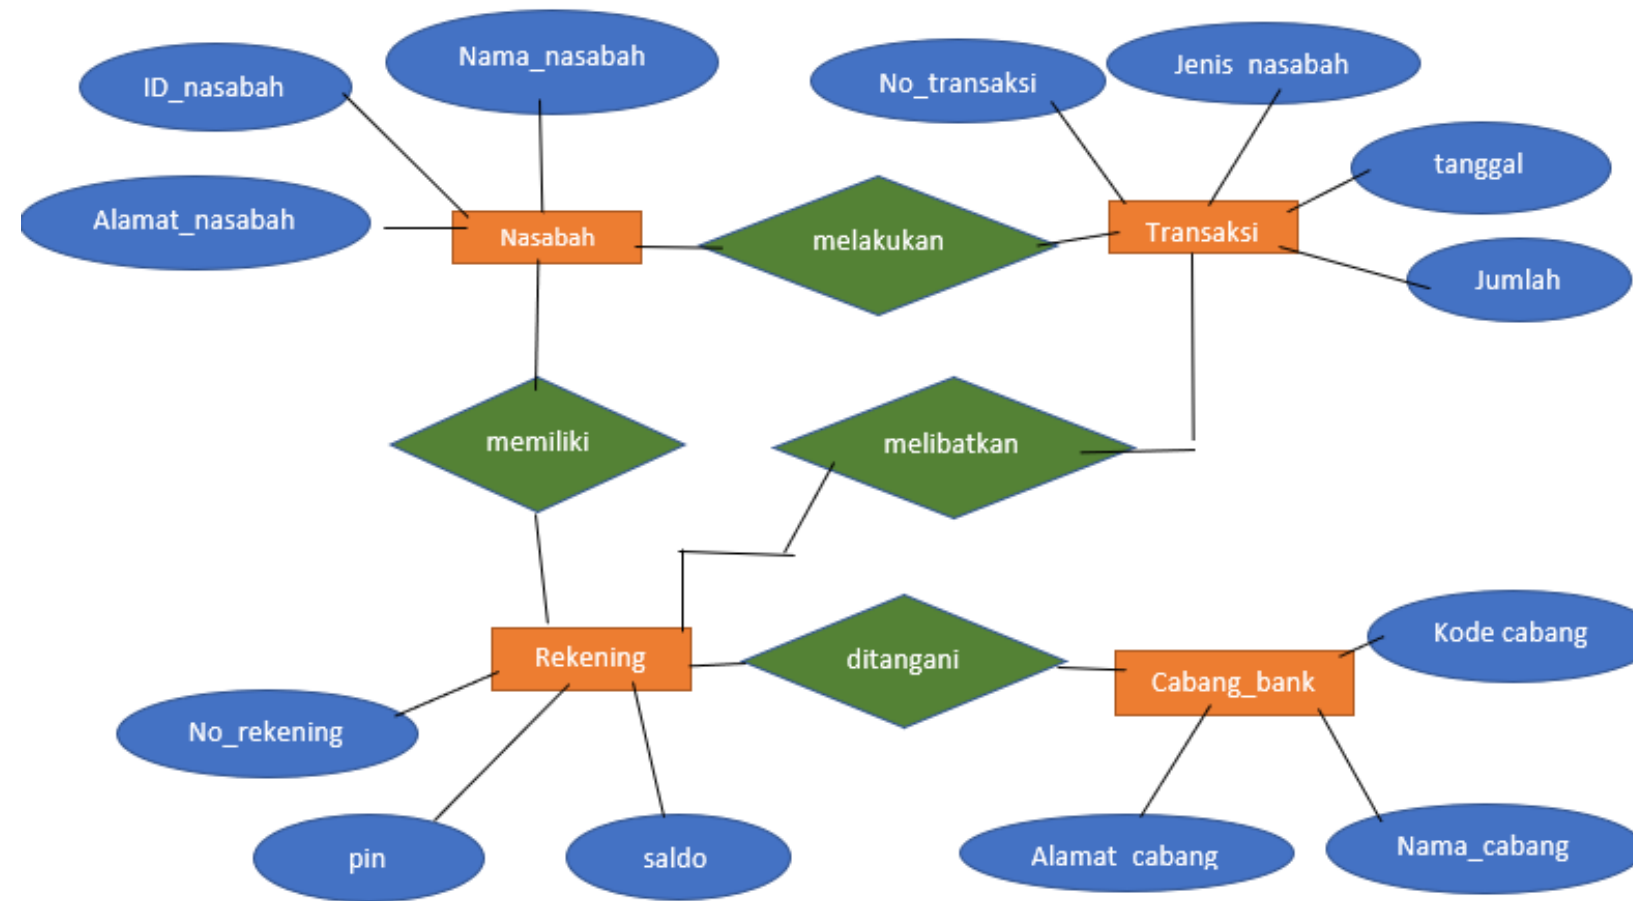 Nama_nasabah
ID_nasabah
No_transaksi
Jenis nasabah
tanggal
Alamat_nasabah
Nasabah
melakukan
Transaksi
Jumlah
memiliki
melibatkan
Rekening
ditangani
Cabang_bank
Kode cabang
No_rekening
pin
saldo
Alamat cabang
Nama_cabang